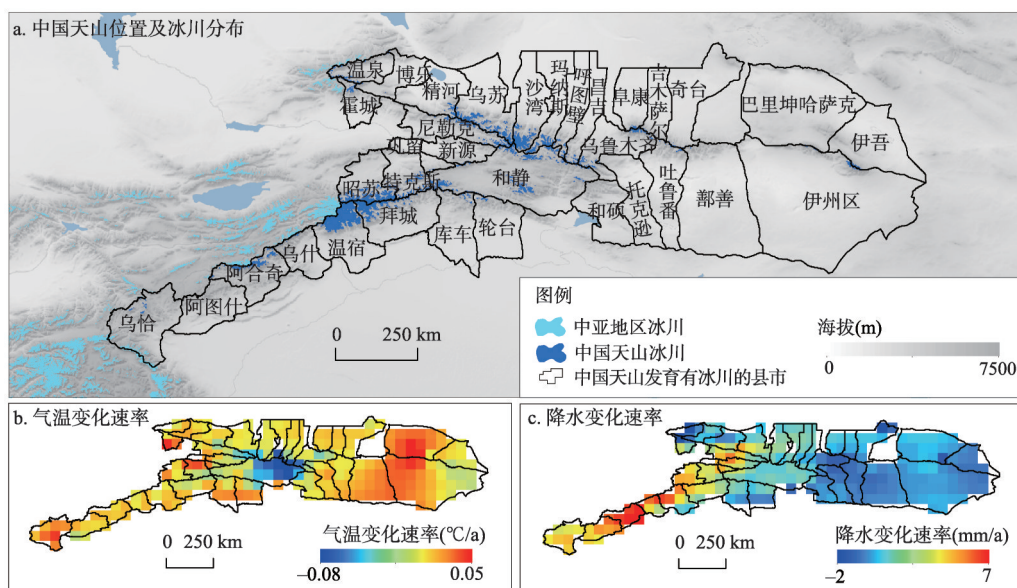 a. 中国天山位置及冰川分布
温泉
博乐
精河
乌苏
沙湾
玛纳斯
呼图壁
昌吉
阜康
吉木萨尔
奇台
巴里坤哈萨克
伊吾
霍城
尼勒克
新源
乌鲁木齐
昭苏
特克斯
和静
和硕
托克逊
吐鲁番
鄯善
伊州区
拜城
库车
轮台
温宿
乌什
阿合奇
阿图什
乌恰
0 250 km
图例
中亚地区冰川
中国天山冰川
中国天山发育有冰川的县市
海拔(m)
0 7500
b. 气温变化速率
0 250 km
气温变化速率(℃/a)
−0.08 0.05
c. 降水变化速率
0 250 km
降水变化速率(mm/a)
−2 7